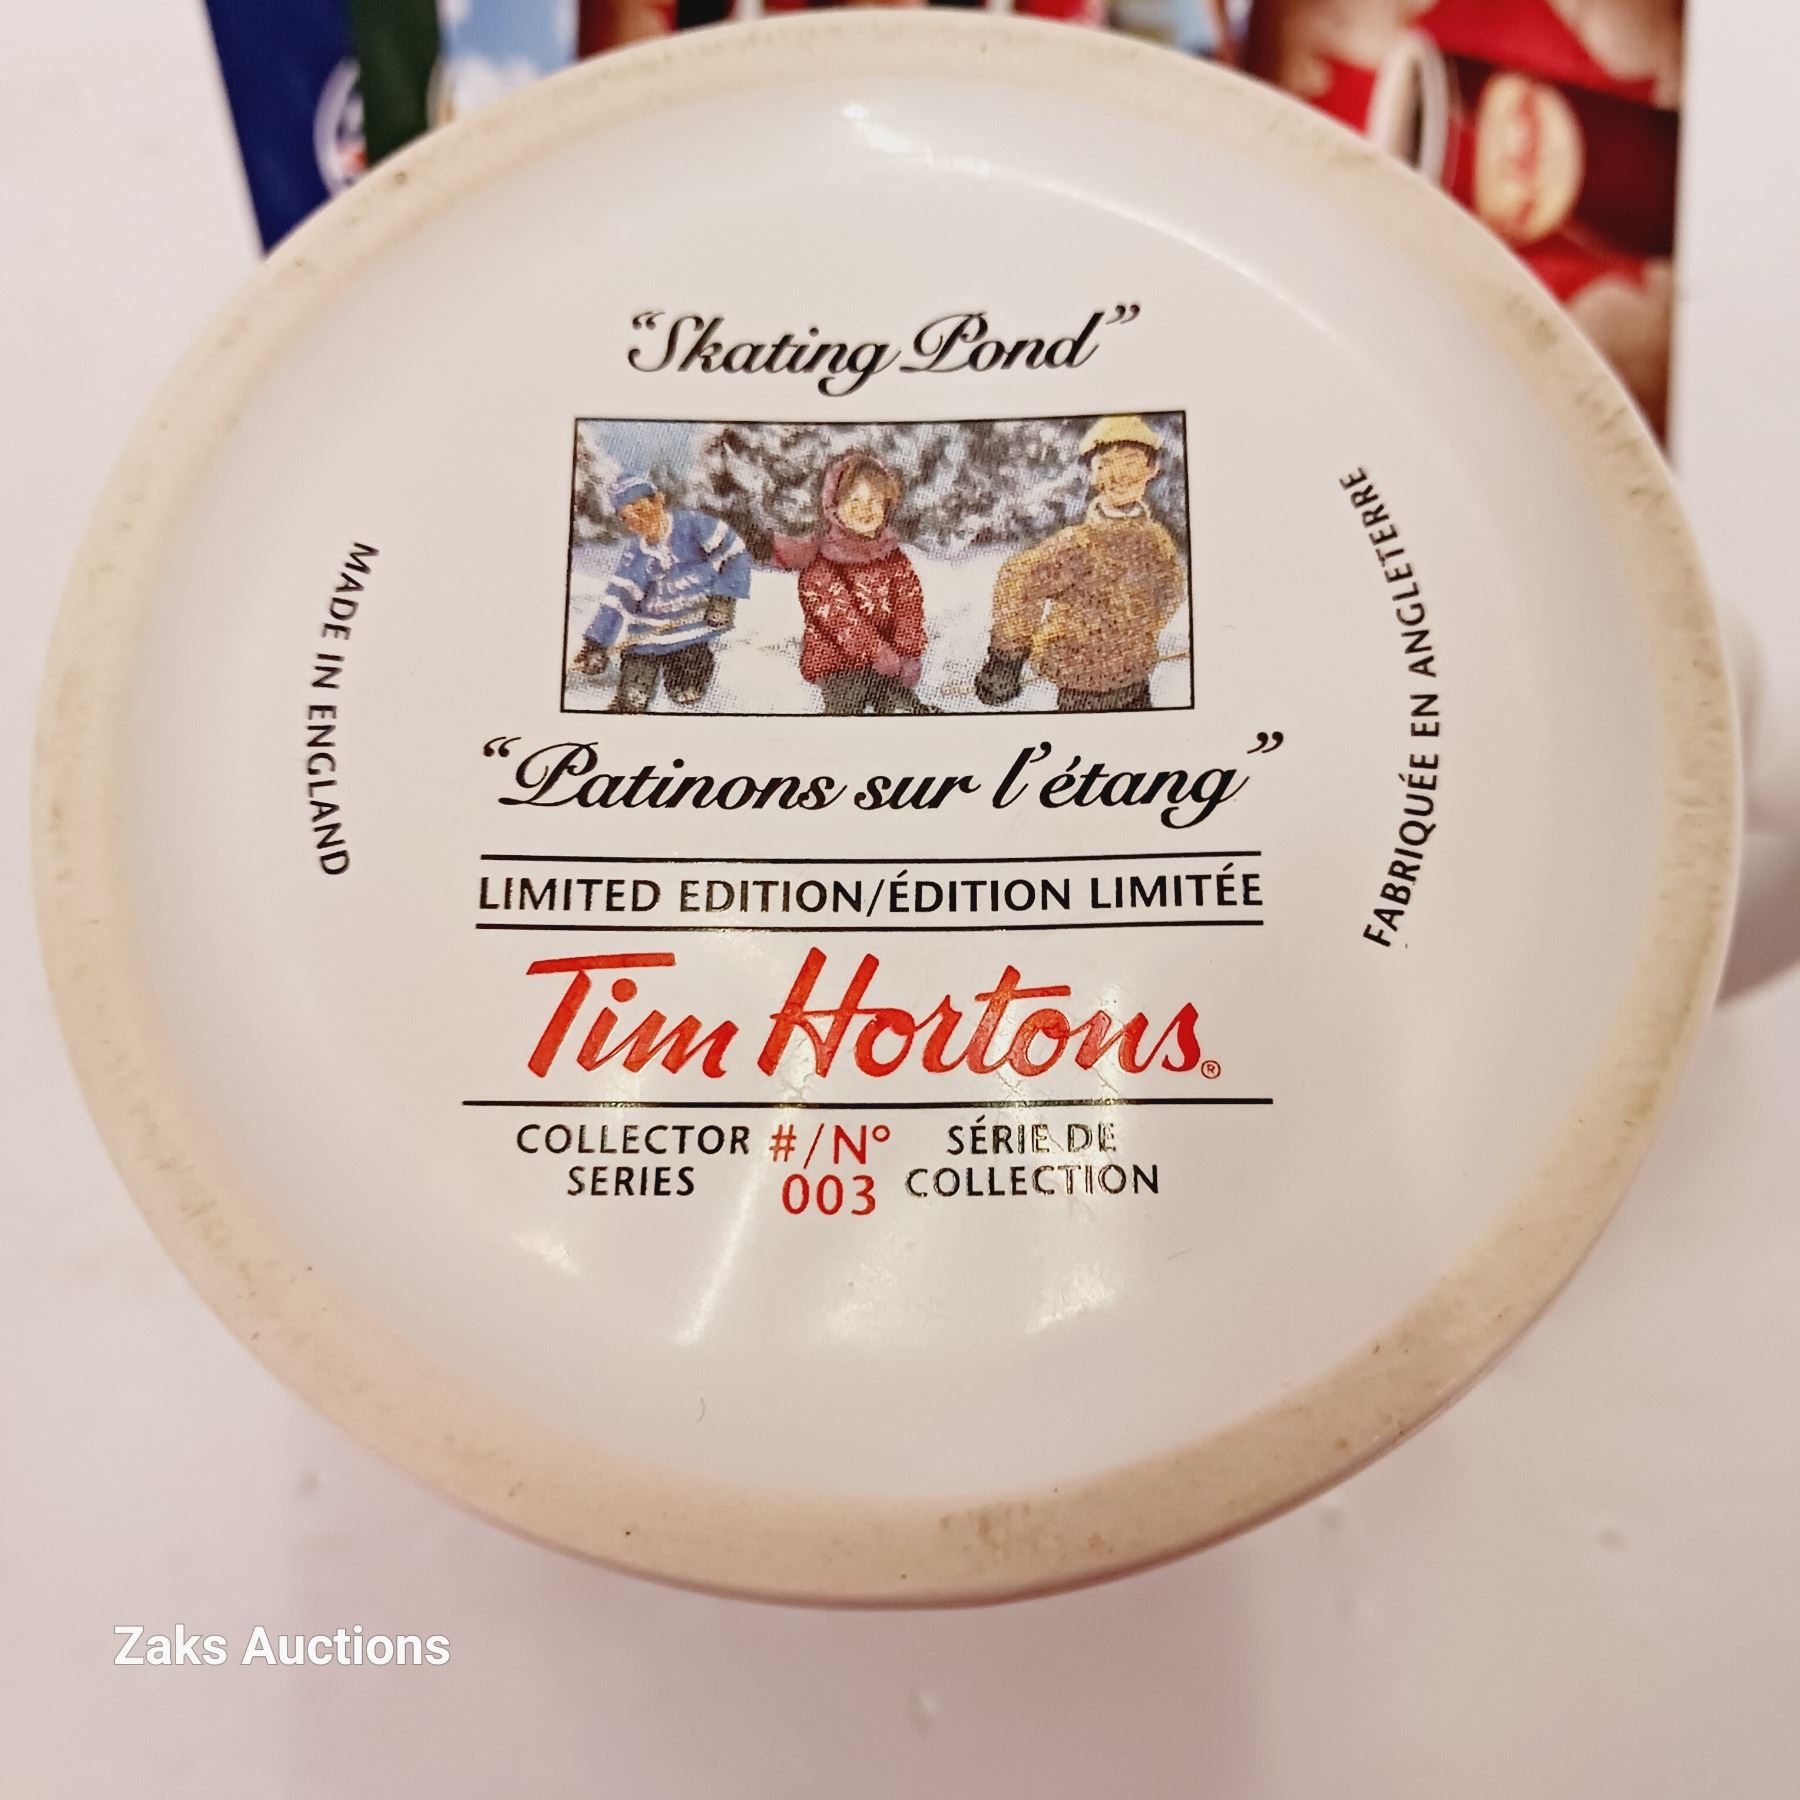 “Skating Pond”
MADE IN ENGLAND
FABRIQUÉE EN ANGLETERRE
“Patinons sur l’étang”
LIMITED EDITION/ÉDITION LIMITÉE
Tim Hortons®
COLLECTOR #/Nº SÉRIE DE
SERIES 003 COLLECTION
Zaks Auctions